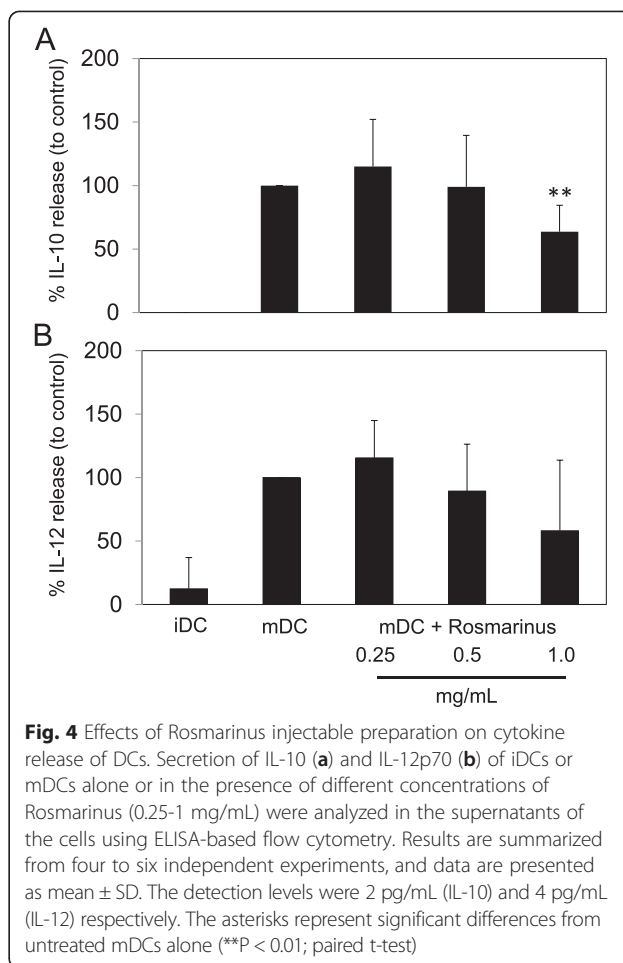 A
200
150
100
50
0
% IL-10 release (to control)
**
B
200
150
100
50
0
% IL-12 release (to control)
iDC mDC mDC + Rosmarinus
0.25 0.5 1.0
mg/mL
Fig. 4 Effects of Rosmarinus injectable preparation on cytokine
release of DCs. Secretion of IL-10 (a) and IL-12p70 (b) of iDCs or
mDCs alone or in the presence of different concentrations of
Rosmarinus (0.25-1 mg/mL) were analyzed in the supernatants of
the cells using ELISA-based flow cytometry. Results are summarized
from four to six independent experiments, and data are presented
as mean ± SD. The detection levels were 2 pg/mL (IL-10) and 4 pg/mL
(IL-12) respectively. The asterisks represent significant differences from
untreated mDCs alone (**P < 0.01; paired t-test)